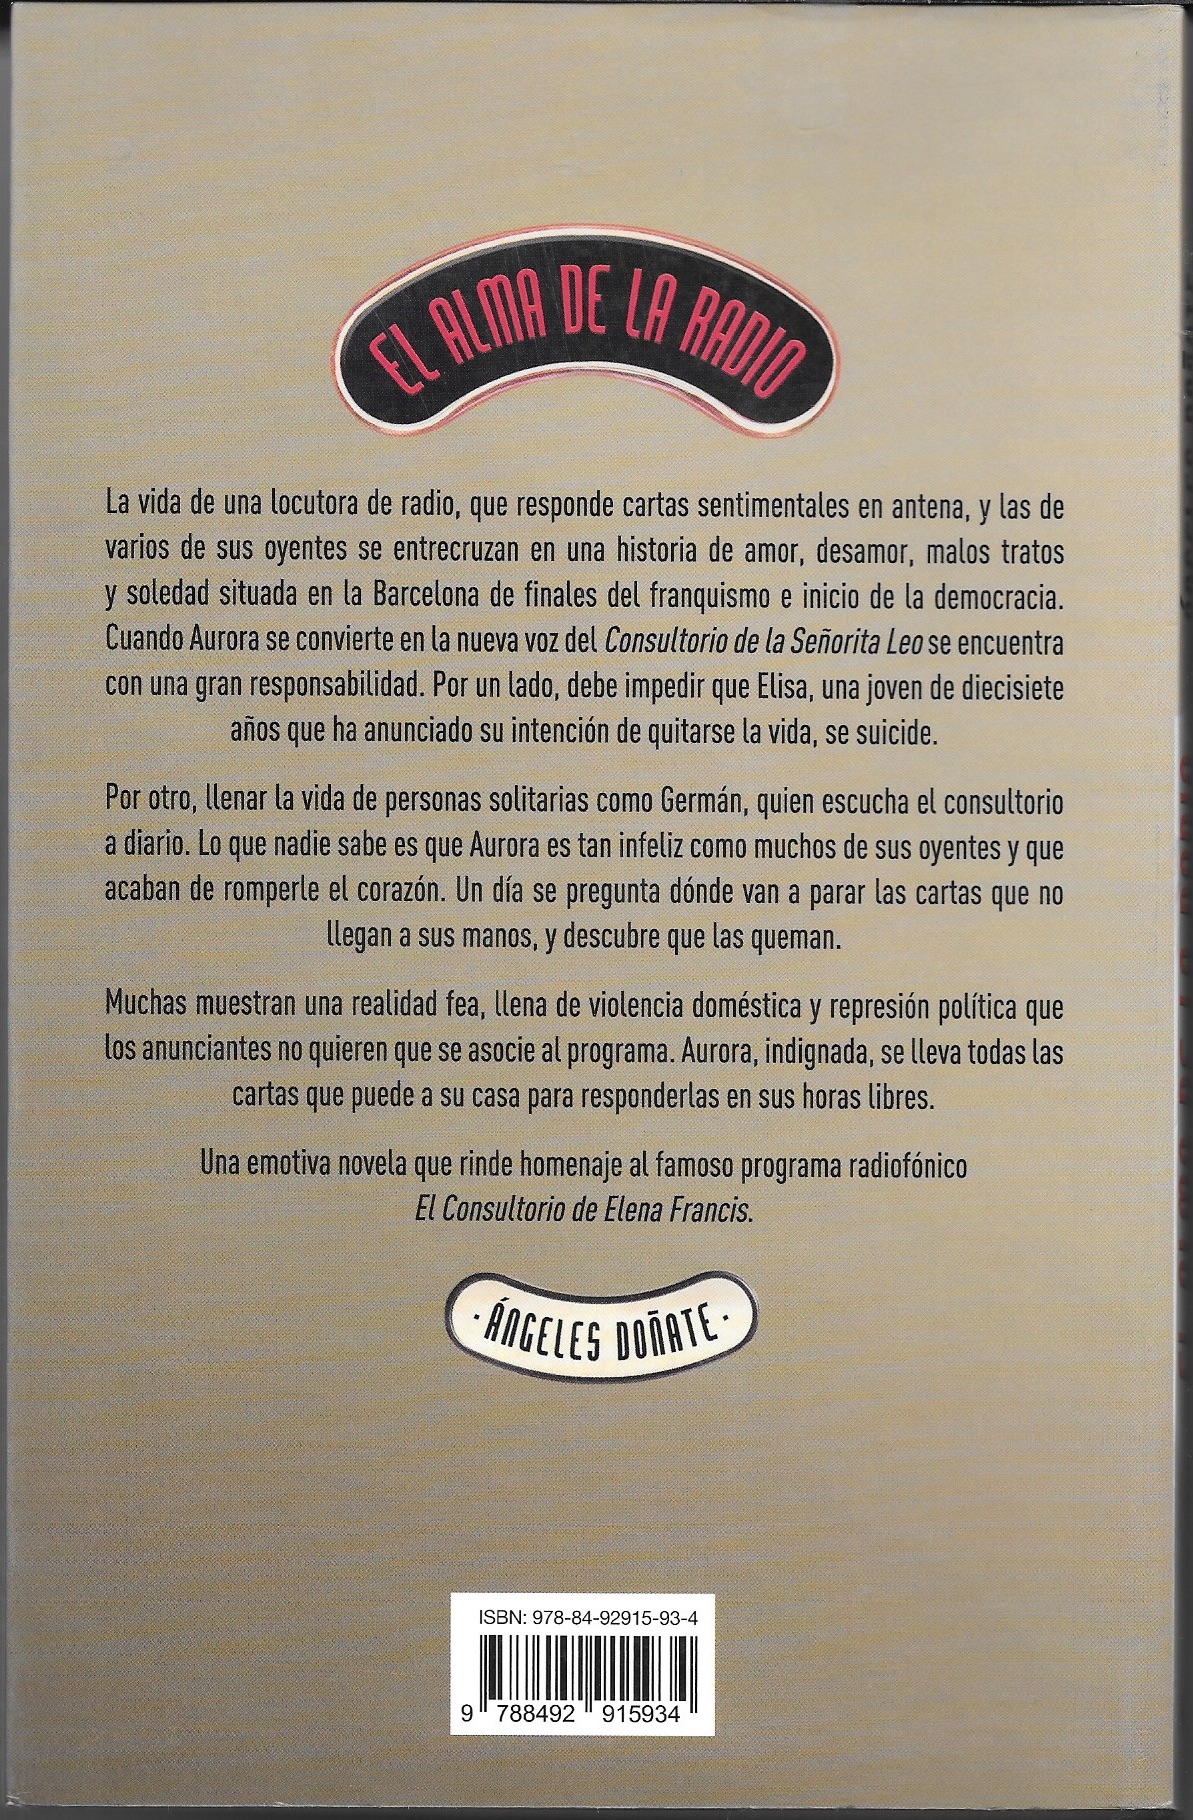 EL ALMA DE LA RADIO
La vida de una locutora de radio, que responde cartas sentimentales en antena, y las de
varios de sus oyentes se entrecruzan en una historia de amor, desamor, malos tratos
y soledad situada en la Barcelona de finales del franquismo e inicio de la democracia.
Cuando Aurora se convierte en la nueva voz del Consultorio de la Señorita Leo se encuentra
con una gran responsabilidad. Por un lado, debe impedir que Elisa, una joven de diecisiete
años que ha anunciado su intención de quitarse la vida, se suicide.
Por otro, llenar la vida de personas solitarias como Germán, quien escucha el consultorio
a diario. Lo que nadie sabe es que Aurora es tan infeliz como muchos de sus oyentes y que
acaban de romperle el corazón. Un día se pregunta dónde van a parar las cartas que no
llegan a sus manos, y descubre que las queman.
Muchas muestran una realidad fea, llena de violencia doméstica y represión política que
los anunciantes no quieren que se asocie al programa. Aurora, indignada, se lleva todas las
cartas que puede a su casa para responderlas en sus horas libres.
Una emotiva novela que rinde homenaje al famoso programa radiofónico
El Consultorio de Elena Francis.
· ÁNGELES DOÑATE ·
ISBN: 978-84-92915-93-4
9 788492 915934